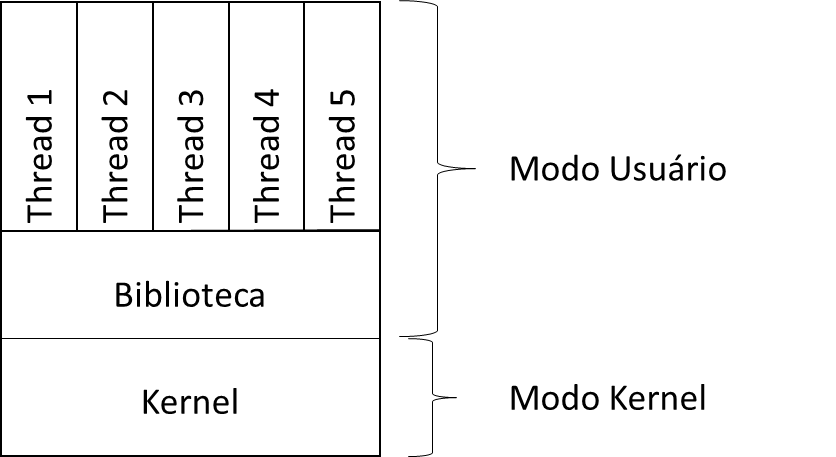 Thread 1
Thread 2
Thread 3
Thread 4
Thread 5
Modo Usuário
Biblioteca
Kernel
Modo Kernel